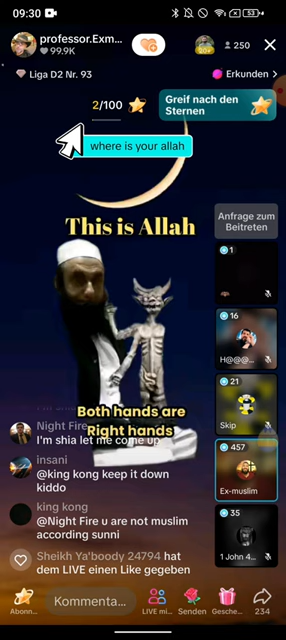 09:30
professor.Exm...
99.9K
250
20+
Liga D2 Nr. 93
Erkunden >
2/100
Greif nach den
Sternen
where is your allah
This is Allah
Anfrage zum
Beitreten
1
16
H@@@...
21
Skip
457
Ex-muslim
35
1 John 4...
Both hands are
Right hands
Night Fire
I'm shia let me come up
insani
@king kong keep it down
kiddo
king kong
@Night Fire u are not muslim
according sunni
Sheikh Ya'boody 24794 hat
dem LIVE einen Like gegeben
Abonn...
Kommenta...
LIVE mi...
Senden
Gesche...
234